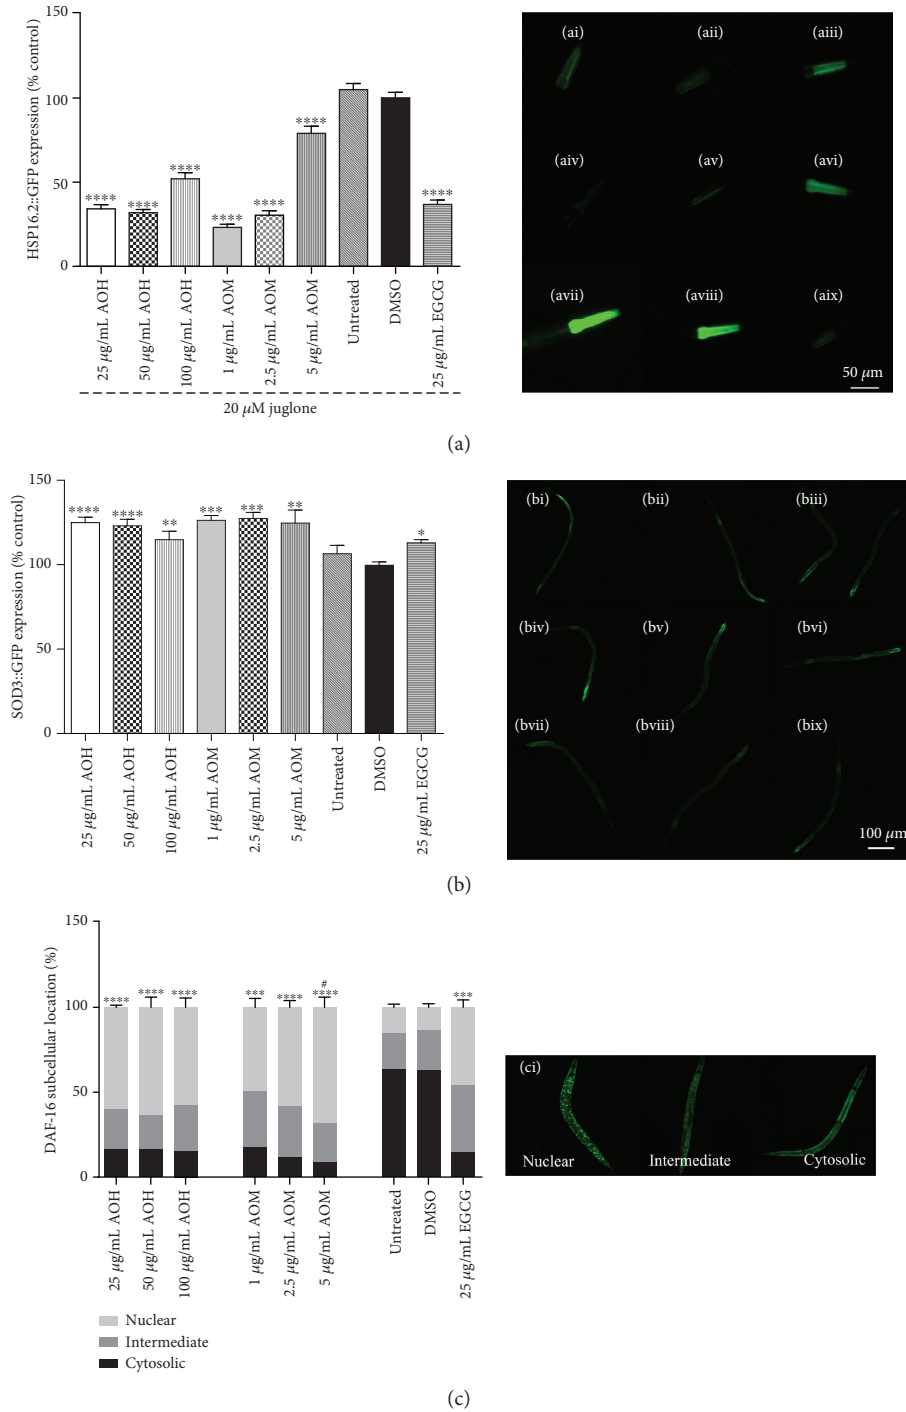 HSP16.2::GFP expression (% control)
150
100
50
0
****
****
****
****
****
****
****
25 µg/mL AOH
50 µg/mL AOH
100 µg/mL AOH
1 µg/mL AOM
2.5 µg/mL AOM
5 µg/mL AOM
Untreated
DMSO
25 µg/mL EGCG
20 µM juglone
(ai)
(aii)
(aiii)
(aiv)
(av)
(avi)
(avii)
(aviii)
(aix)
50 µm
(a)
SOD3::GFP expression (% control)
150
100
50
0
****
****
**
***
***
**
*
25 µg/mL AOH
50 µg/mL AOH
100 µg/mL AOH
1 µg/mL AOM
2.5 µg/mL AOM
5 µg/mL AOM
Untreated
DMSO
25 µg/mL EGCG
(bi)
(bii)
(biii)
(biv)
(bv)
(bvi)
(bvii)
(bviii)
(bix)
100 µm
(b)
DAF-16 subcellular location (%)
150
100
50
0
****
****
****
***
****
#
****
***
25 µg/mL AOH
50 µg/mL AOH
100 µg/mL AOH
1 µg/mL AOM
2.5 µg/mL AOM
5 µg/mL AOM
Untreated
DMSO
25 µg/mL EGCG
Nuclear
Intermediate
Cytosolic
(ci)
Nuclear
Intermediate
Cytosolic
(c)